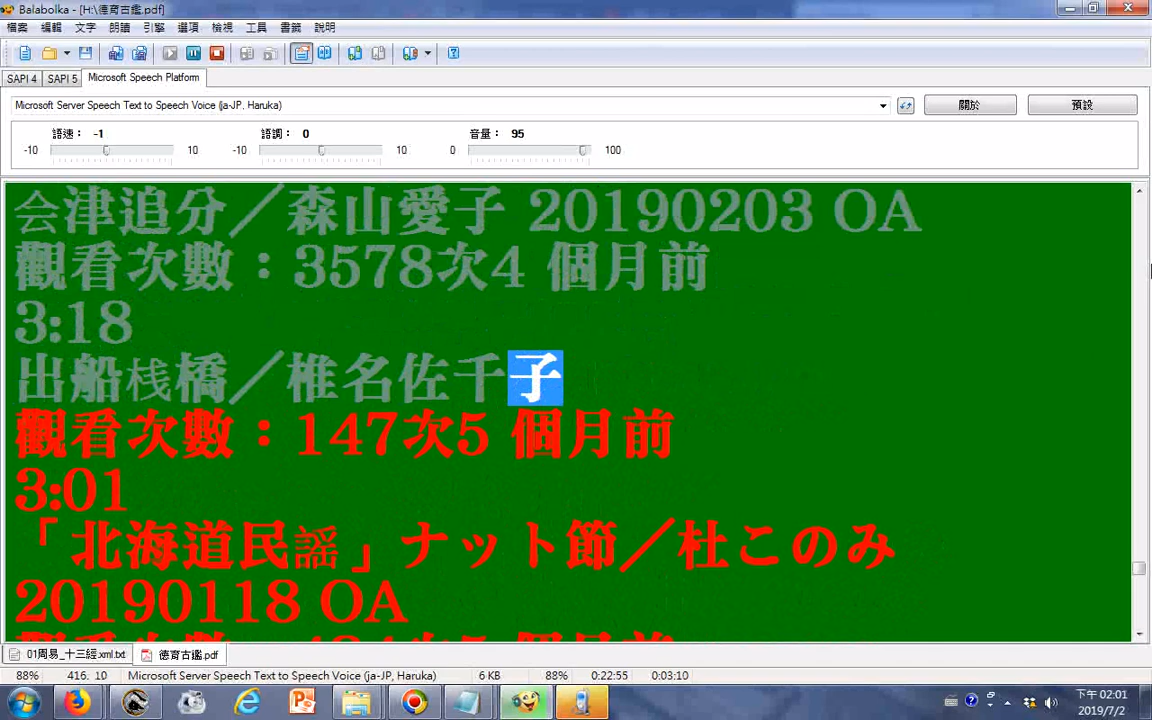 Balabolka - [H:\德育古鑑.pdf]
檔案 編輯 文字 朗讀 引擎 選項 檢視 工具 書籤 說明
SAPI 4 SAPI 5 Microsoft Speech Platform
Microsoft Server Speech Text to Speech Voice (ja-JP, Haruka) 關於 預設
語速： -1 語調： 0 音量： 95
-10 10 -10 10 0 100
会津追分／森山愛子 20190203 OA
觀看次數：3578次4 個月前
3:18
出船桟橋／椎名佐千子
觀看次數：147次5 個月前
3:01
「北海道民謡」ナット節／杜このみ
20190118 OA
01周易_十三經.xml.txt 德育古鑑.pdf
88% 416. 10 Microsoft Server Speech Text to Speech Voice (ja-JP, Haruka) 6 KB 88% 0:22:55 0:03:10
下午 02:01
2019/7/2